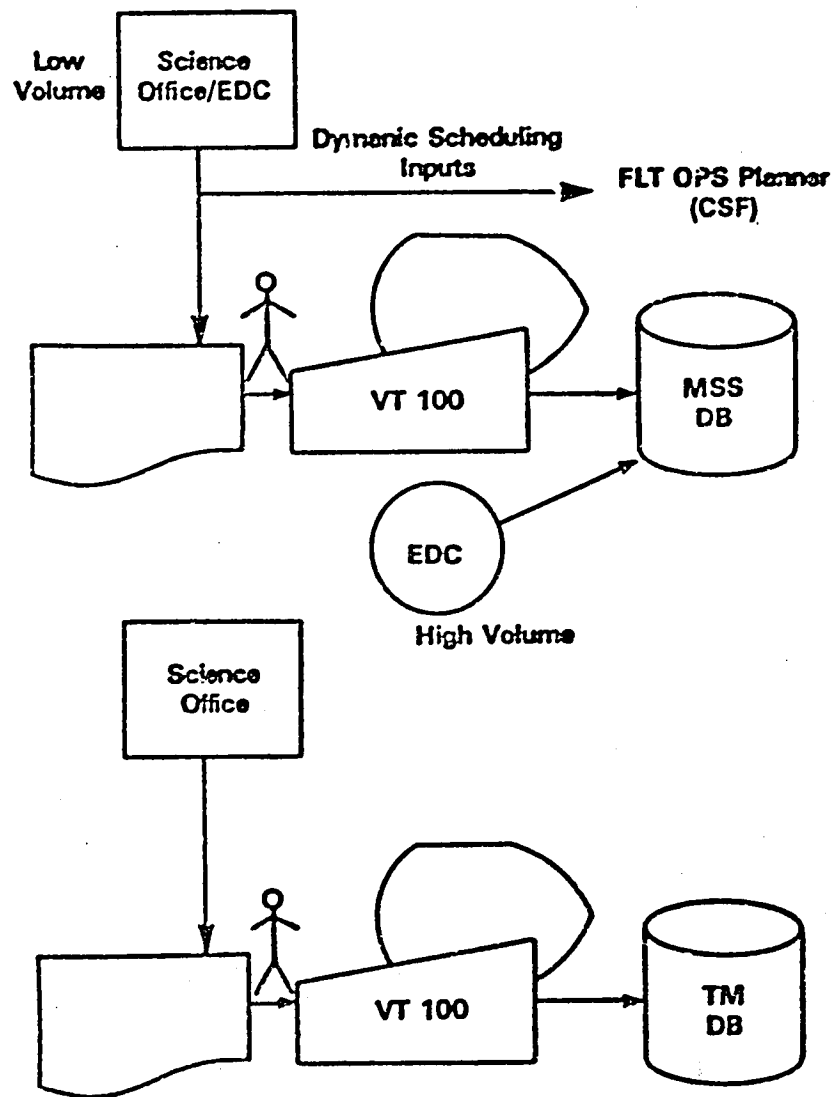 Low
Volume
Science
Office/EDC
Dymanic Scheduling
Inputs
FLT OPS Planner
(CSF)
VT 100
MSS
DB
EDC
High Volume
Science
Office
VT 100
TM
DB